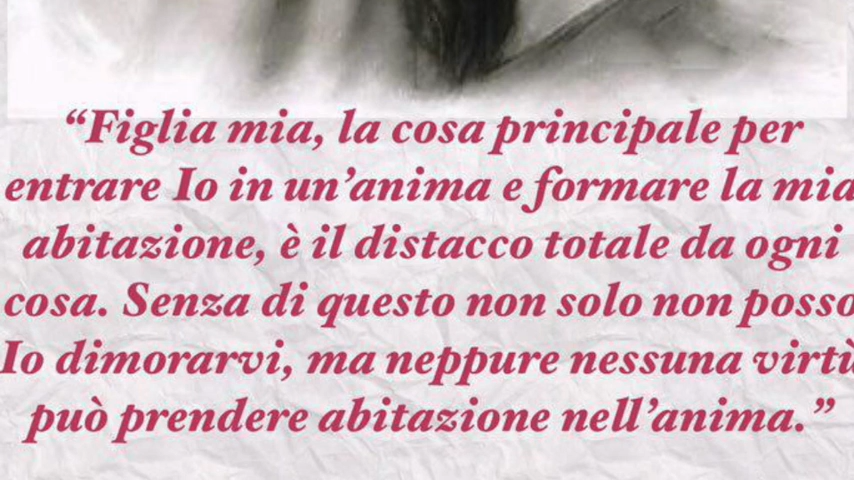 “Figlia mia, la cosa principale per
entrare Io in un’anima e formare la mia
abitazione, è il distacco totale da ogni
cosa. Senza di questo non solo non posso
Io dimorarvi, ma neppure nessuna virtù
può prendere abitazione nell’anima.”